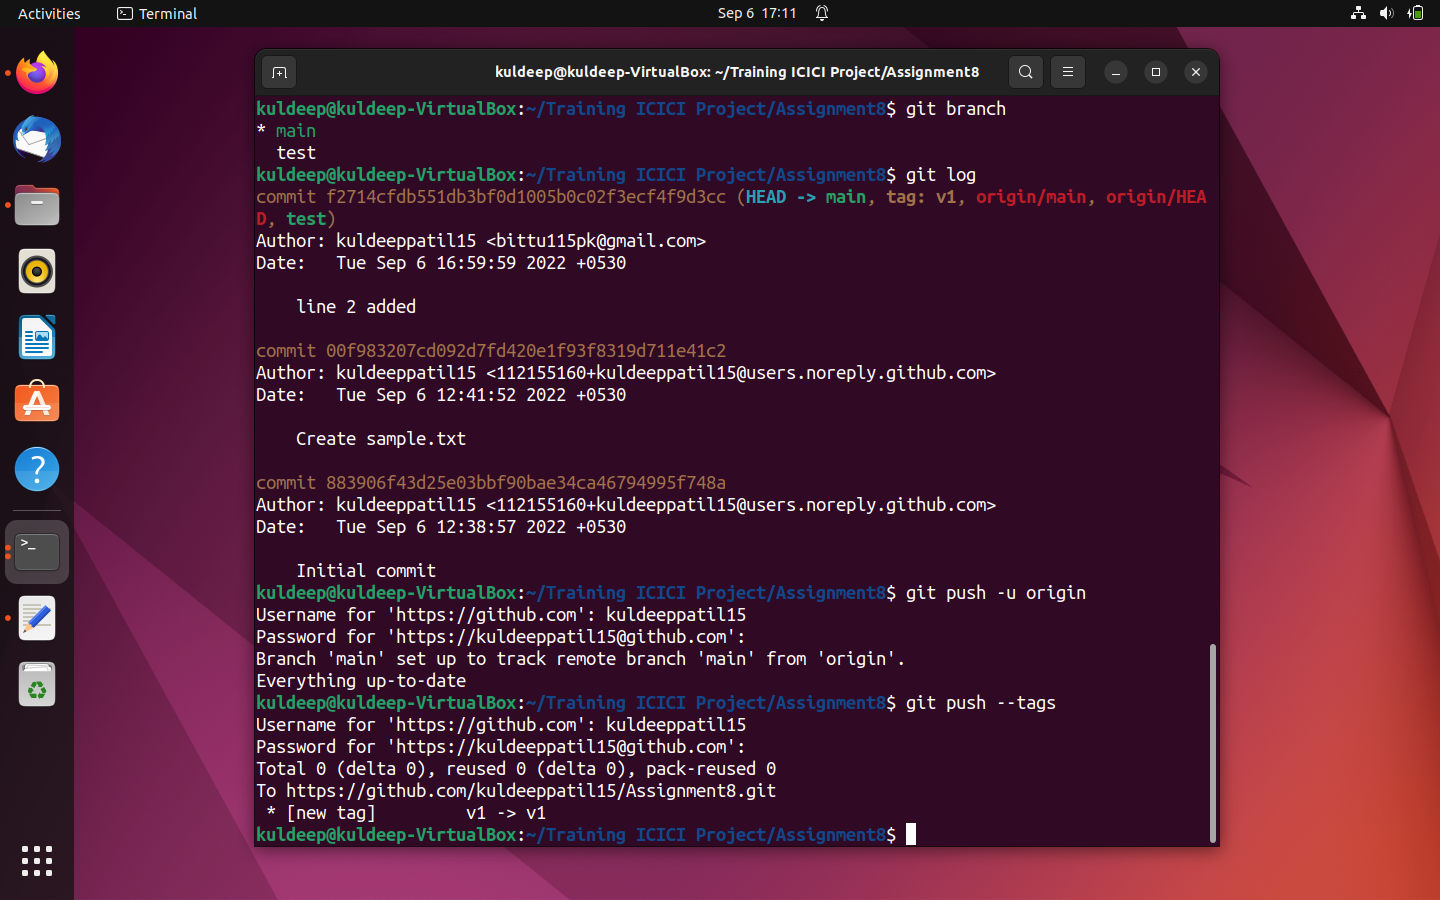 Activities
Terminal
Sep 6 17:11
kuldeep@kuldeep-VirtualBox: ~/Training ICICI Project/Assignment8
kuldeep@kuldeep-VirtualBox:~/Training ICICI Project/Assignment8$ git branch
* main
  test
kuldeep@kuldeep-VirtualBox:~/Training ICICI Project/Assignment8$ git log
commit f2714cfdb551db3bf0d1005b0c02f3ecf4f9d3cc (HEAD -> main, tag: v1, origin/main, origin/HEA
D, test)
Author: kuldeeppatil15 <bittu115pk@gmail.com>
Date:   Tue Sep 6 16:59:59 2022 +0530
    line 2 added
commit 00f983207cd092d7fd420e1f93f8319d711e41c2
Author: kuldeeppatil15 <112155160+kuldeeppatil15@users.noreply.github.com>
Date:   Tue Sep 6 12:41:52 2022 +0530
    Create sample.txt
commit 883906f43d25e03bbf90bae34ca46794995f748a
Author: kuldeeppatil15 <112155160+kuldeeppatil15@users.noreply.github.com>
Date:   Tue Sep 6 12:38:57 2022 +0530
    Initial commit
kuldeep@kuldeep-VirtualBox:~/Training ICICI Project/Assignment8$ git push -u origin
Username for 'https://github.com': kuldeeppatil15
Password for 'https://kuldeeppatil15@github.com':
Branch 'main' set up to track remote branch 'main' from 'origin'.
Everything up-to-date
kuldeep@kuldeep-VirtualBox:~/Training ICICI Project/Assignment8$ git push --tags
Username for 'https://github.com': kuldeeppatil15
Password for 'https://kuldeeppatil15@github.com':
Total 0 (delta 0), reused 0 (delta 0), pack-reused 0
To https://github.com/kuldeeppatil15/Assignment8.git
 * [new tag]         v1 -> v1
kuldeep@kuldeep-VirtualBox:~/Training ICICI Project/Assignment8$